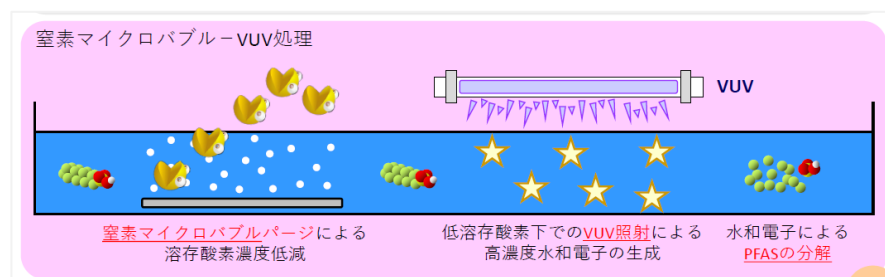 窒素マイクロバブル－VUV処理
VUV
窒素マイクロバブルパージによる
溶存酸素濃度低減
低溶存酸素下でのVUV照射による
高濃度水和電子の生成
水和電子による
PFASの分解